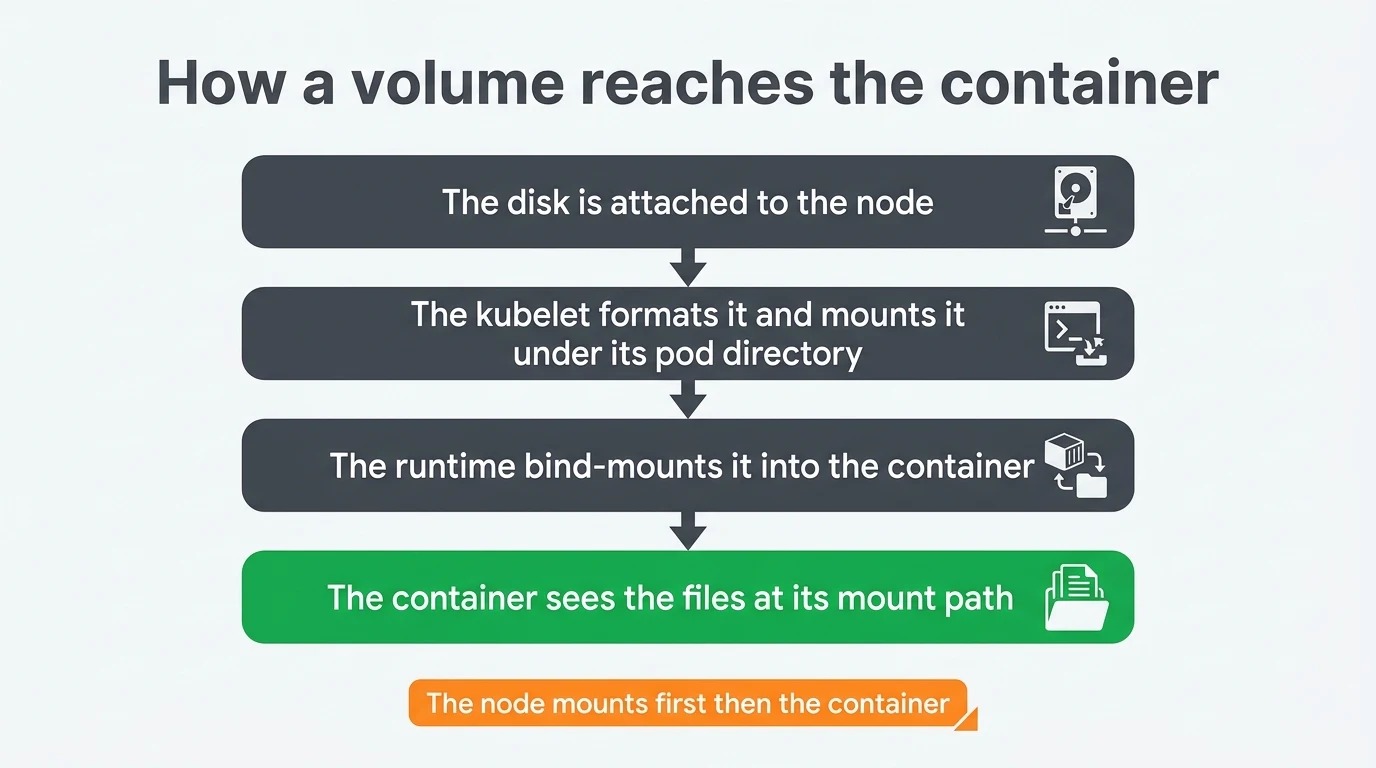 How a volume reaches the container
The disk is attached to the node
The kubelet formats it and mounts it
under its pod directory
The runtime bind-mounts it into the container
The container sees the files at its mount path
The node mounts first then the container